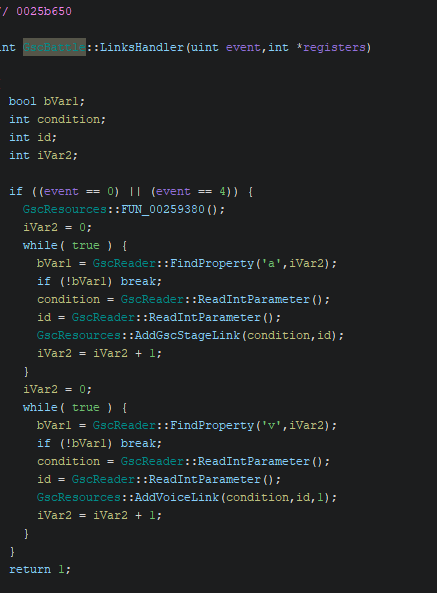 // 0025b650
int GscBattle::LinksHandler(uint event,int *registers)
bool bVar1;
int condition;
int id;
int iVar2;
if ((event == 0) || (event == 4)) {
GscResources::FUN_00259380();
iVar2 = 0;
while( true ) {
bVar1 = GscReader::FindProperty('a',iVar2);
if (!bVar1) break;
condition = GscReader::ReadIntParameter();
id = GscReader::ReadIntParameter();
GscResources::AddGscStageLink(condition,id);
iVar2 = iVar2 + 1;
}
iVar2 = 0;
while( true ) {
bVar1 = GscReader::FindProperty('v',iVar2);
if (!bVar1) break;
condition = GscReader::ReadIntParameter();
id = GscReader::ReadIntParameter();
GscResources::AddVoiceLink(condition,id,1);
iVar2 = iVar2 + 1;
}
}
return 1;